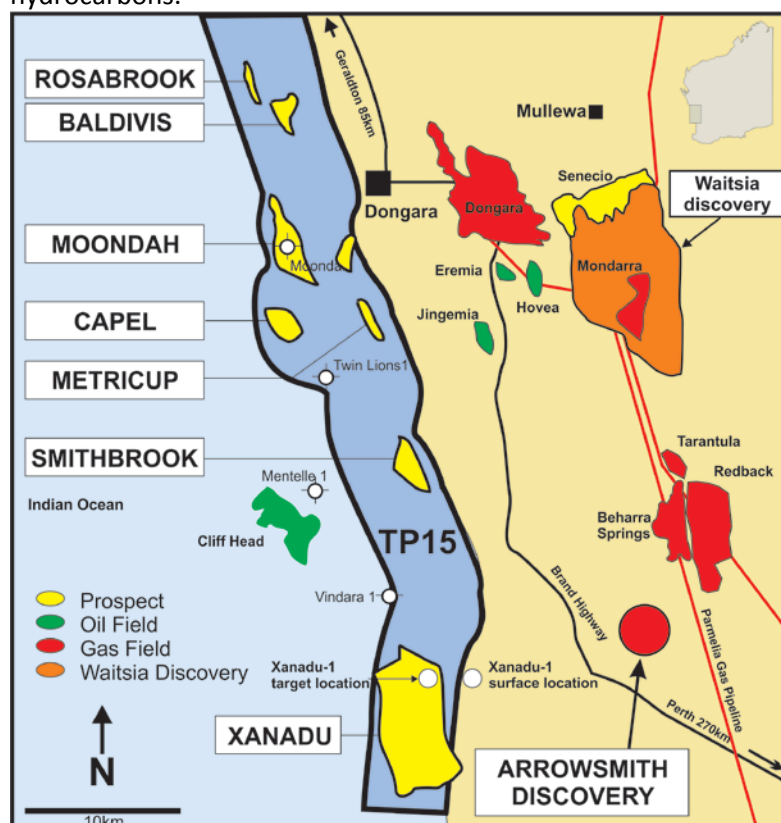 hydrocarbons.
ROSABROOK
BALDIVIS
MOONDAH
CAPEL
METRICUP
SMITHBROOK
Geraldton 85km
Mullewa
Dongara
Dongara
Senecio
Waitsia
discovery
Moonda
Eremia
Hovea
Mondarra
Jingemia
Twin Lions1
Mentelle 1
Indian Ocean
Cliff Head
TP15
Tarantula
Redback
Beharra
Springs
Vindara 1
Brand Highway
Parmelia Gas Pipeline
Prospect
Oil Field
Gas Field
Waitsia Discovery
Xanadu-1
target location
Xanadu-1
surface location
XANADU
Perth 270km
ARROWSMITH
DISCOVERY
N
10km